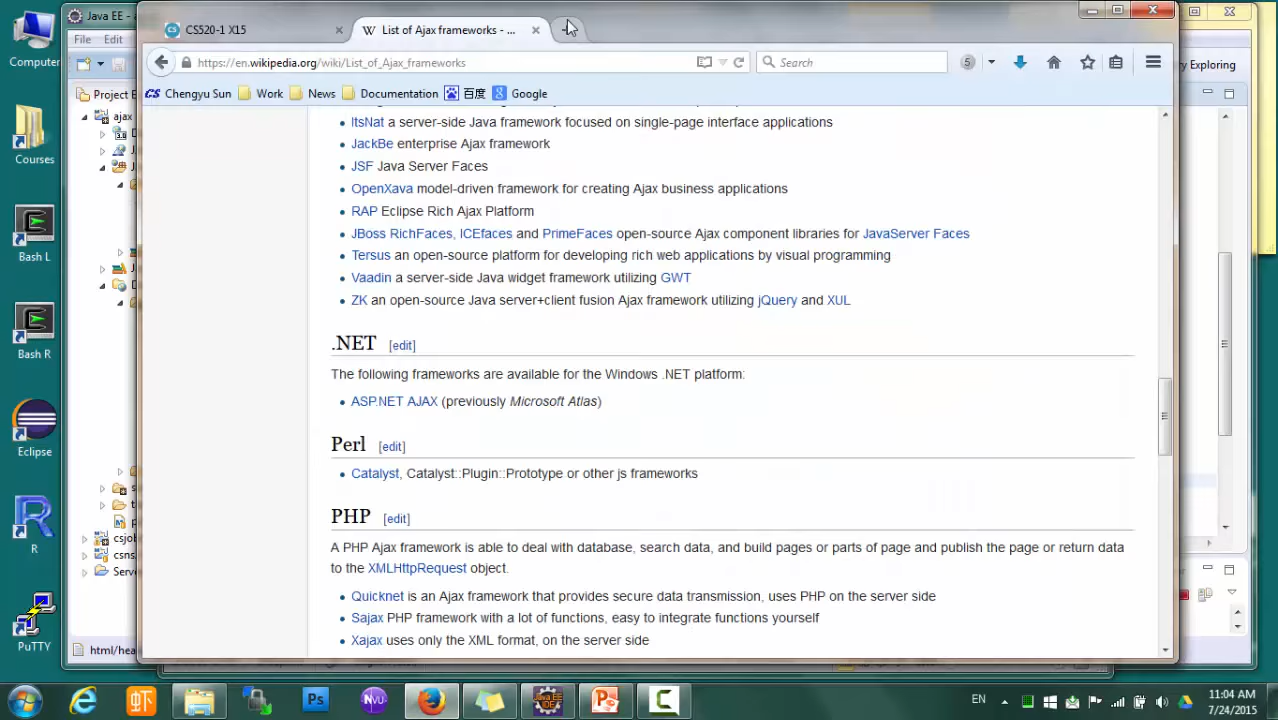 Java EE -
CS520-1 X15
List of Ajax frameworks - ...
Computer
File Edit
https://en.wikipedia.org/wiki/List_of_Ajax_frameworks
Search
5
Exploring
Chengyu Sun Work News Documentation 百度 Google
Project E
ajax
ItsNat a server-side Java framework focused on single-page interface applications
JackBe enterprise Ajax framework
Courses
JSF Java Server Faces
OpenXava model-driven framework for creating Ajax business applications
RAP Eclipse Rich Ajax Platform
JBoss RichFaces, ICEfaces and PrimeFaces open-source Ajax component libraries for JavaServer Faces
Bash L
Tersus an open-source platform for developing rich web applications by visual programming
Vaadin a server-side Java widget framework utilizing GWT
ZK an open-source Java server+client fusion Ajax framework utilizing jQuery and XUL
Bash R
.NET [edit]
The following frameworks are available for the Windows .NET platform:
ASP.NET AJAX (previously Microsoft Atlas)
Eclipse
Perl [edit]
Catalyst, Catalyst::Plugin::Prototype or other js frameworks
PHP [edit]
R
csjob
A PHP Ajax framework is able to deal with database, search data, and build pages or parts of page and publish the page or return data
csns
to the XMLHttpRequest object.
Serve
Quicknet is an Ajax framework that provides secure data transmission, uses PHP on the server side
Sajax PHP framework with a lot of functions, easy to integrate functions yourself
Xajax uses only the XML format, on the server side
PuTTY
html/hea
虾
Ps
Nvu
Java EE
IDE
EN
11:04 AM
7/24/2015